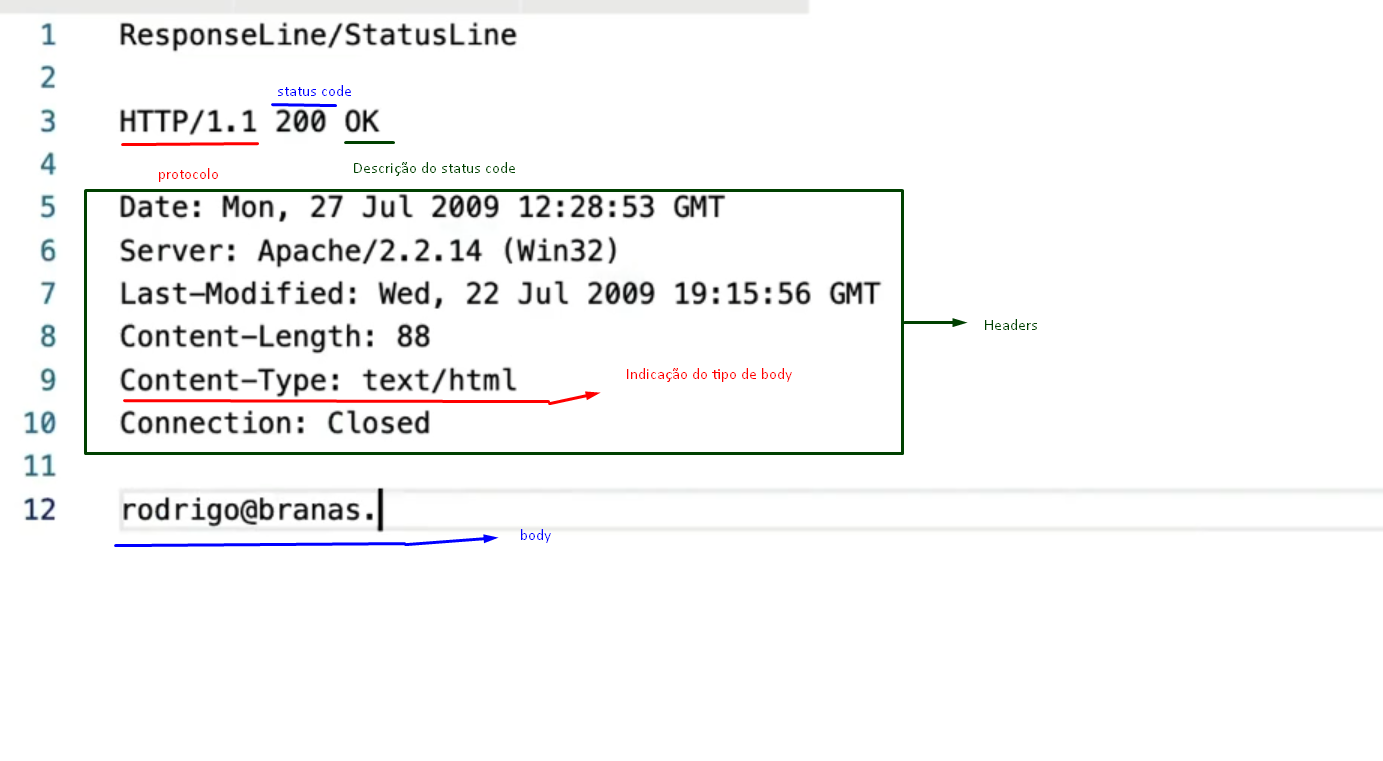 1 ResponseLine/StatusLine
2
status code
3 HTTP/1.1 200 OK
4
protocolo
Descrição do status code
5 Date: Mon, 27 Jul 2009 12:28:53 GMT
6 Server: Apache/2.2.14 (Win32)
7 Last-Modified: Wed, 22 Jul 2009 19:15:56 GMT
Headers
8 Content-Length: 88
9 Content-Type: text/html
Indicação do tipo de body
10 Connection: Closed
11
12 rodrigo@branas.
body